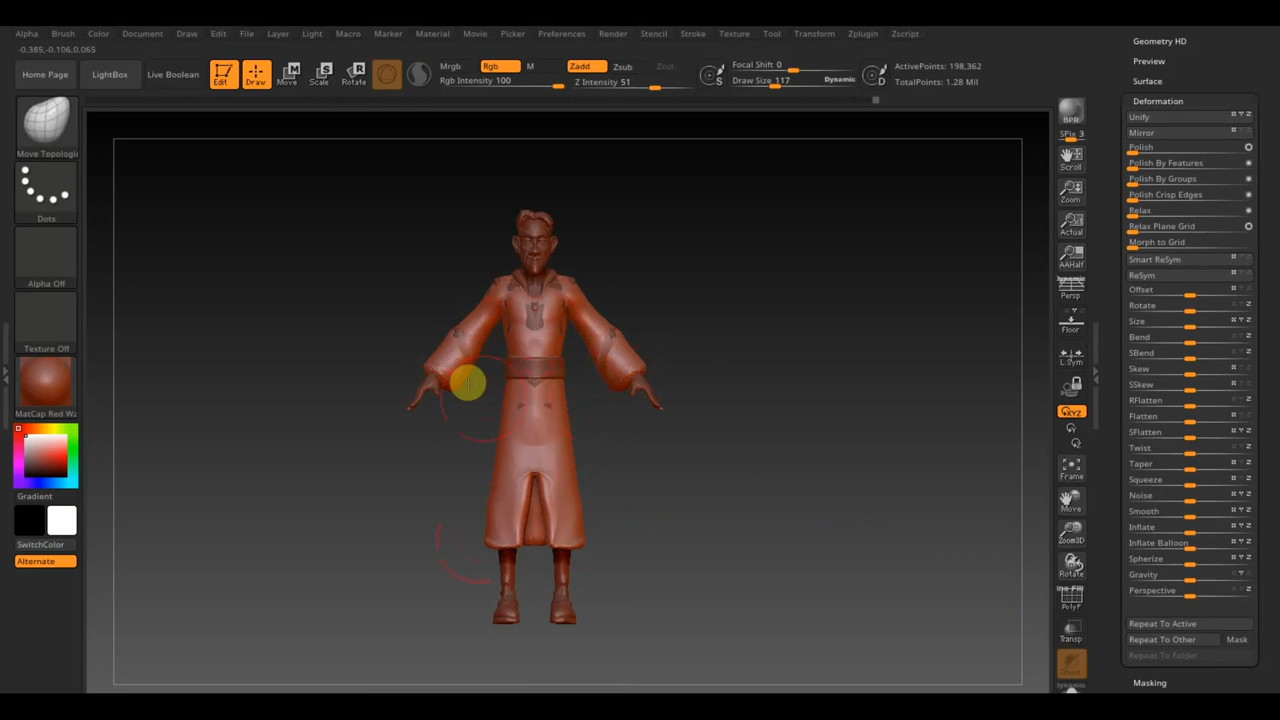 Alpha Brush Color Document Draw Edit File Layer Light Macro Marker Material Movie Picker Preferences Render Stencil Stroke Texture Tool Transform Zplugin Zscript
-0.385,-0.106,0.065
Home Page
LightBox
Live Boolean
Edit
Draw
Move
Scale
Rotate
Mrgb
Rgb
M
Rgb Intensity 100
Zadd
Zsub
Zcut
Z Intensity 51
S
Focal Shift 0
Draw Size 117
Dynamic
D
ActivePoints: 198,362
TotalPoints: 1.28 Mil
Move Topologi
Dots
Alpha Off
Texture Off
MatCap Red Wa
Gradient
SwitchColor
Alternate
BPR
SPix 3
Scroll
Zoom
Actual
AAHalf
Dynamic
Persp
Floor
L.Sym
XYZ
Y
Z
Frame
Move
Zoom3D
Rotate
PolyF
Transp
Dynamic
Geometry HD
Preview
Surface
Deformation
Unify
Mirror
Polish
Polish By Features
Polish By Groups
Polish Crisp Edges
Relax
Relax Plane Grid
Morph to Grid
Smart ReSym
ReSym
Offset
Rotate
Size
Bend
SBend
Skew
SSkew
RFlatten
Flatten
SFlatten
Twist
Taper
Squeeze
Noise
Smooth
Inflate
Inflate Balloon
Spherize
Gravity
Perspective
Repeat To Active
Repeat To Other
Mask
Repeat To Folder
Masking